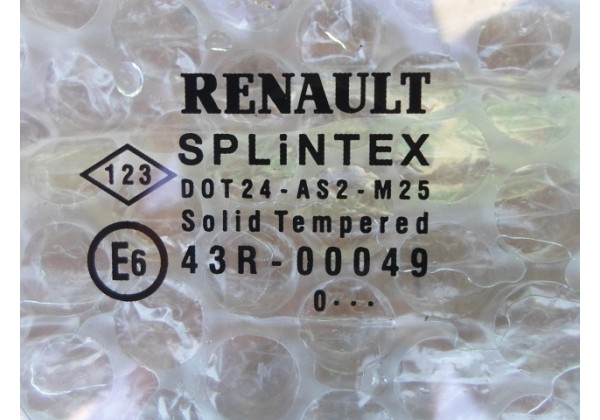 RENAULT
SPLiNTEX
123
DOT24-AS2-M25
Solid Tempered
E6 43R-00049
0···